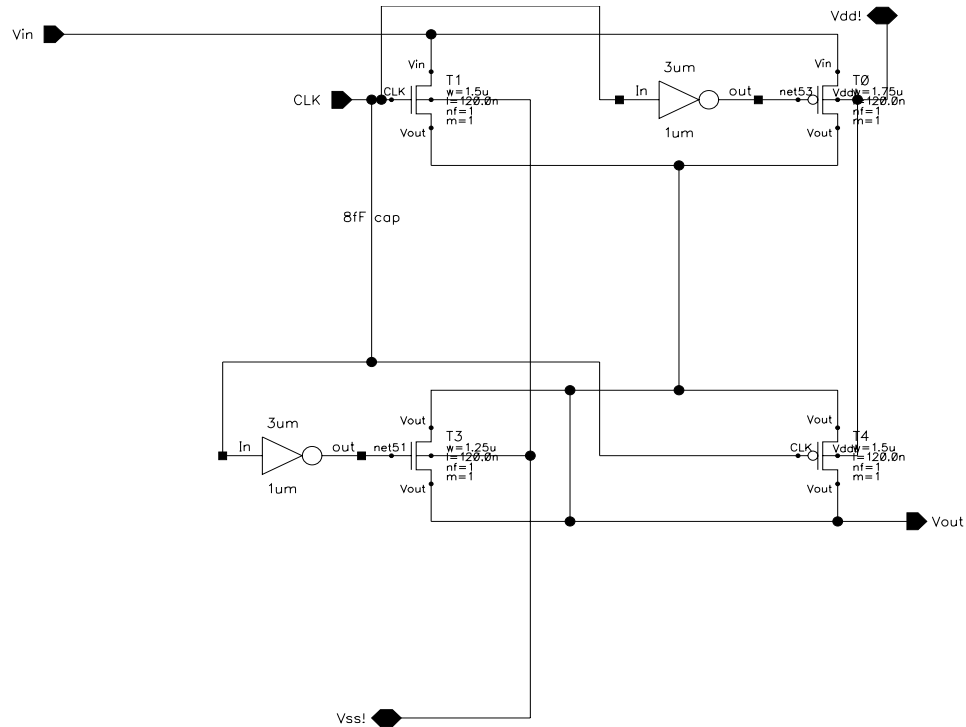 Vin
Vdd!
Vin
3um
T1
w=1.5u
l=120.0n
nf=1
m=1
CLK
CLK
In
out
net53
Vdd!
T0
w=1.75u
l=120.0n
nf=1
m=1
Vin
Vout
1um
Vout
8fF cap
Vout
Vout
3um
T3
w=1.25u
l=120.0n
nf=1
m=1
In
out
net51
CLK
Vdd!
T4
w=1.5u
l=120.0n
nf=1
m=1
1um
Vout
Vout
Vout
Vss!